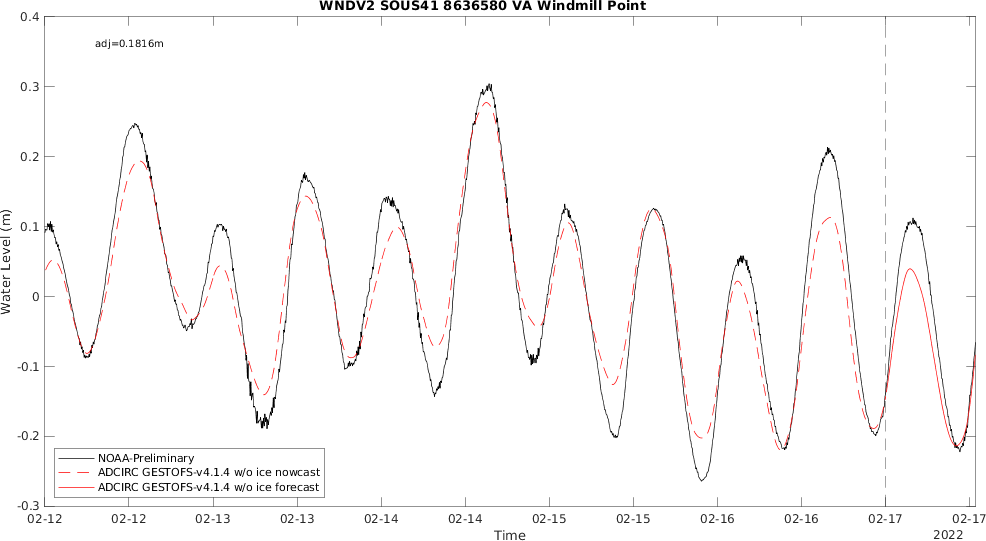 WNDV2 SOUS41 8636580 VA Windmill Point
adj=0.1816m
0.4
0.3
0.2
0.1
0
-0.1
-0.2
-0.3
Water Level (m)
NOAA-Preliminary
ADCIRC GESTOFS-v4.1.4 w/o ice nowcast
ADCIRC GESTOFS-v4.1.4 w/o ice forecast
02-12 02-12 02-13 02-13 02-14 02-14 02-15 02-15 02-16 02-16 02-17 02-17
Time
2022